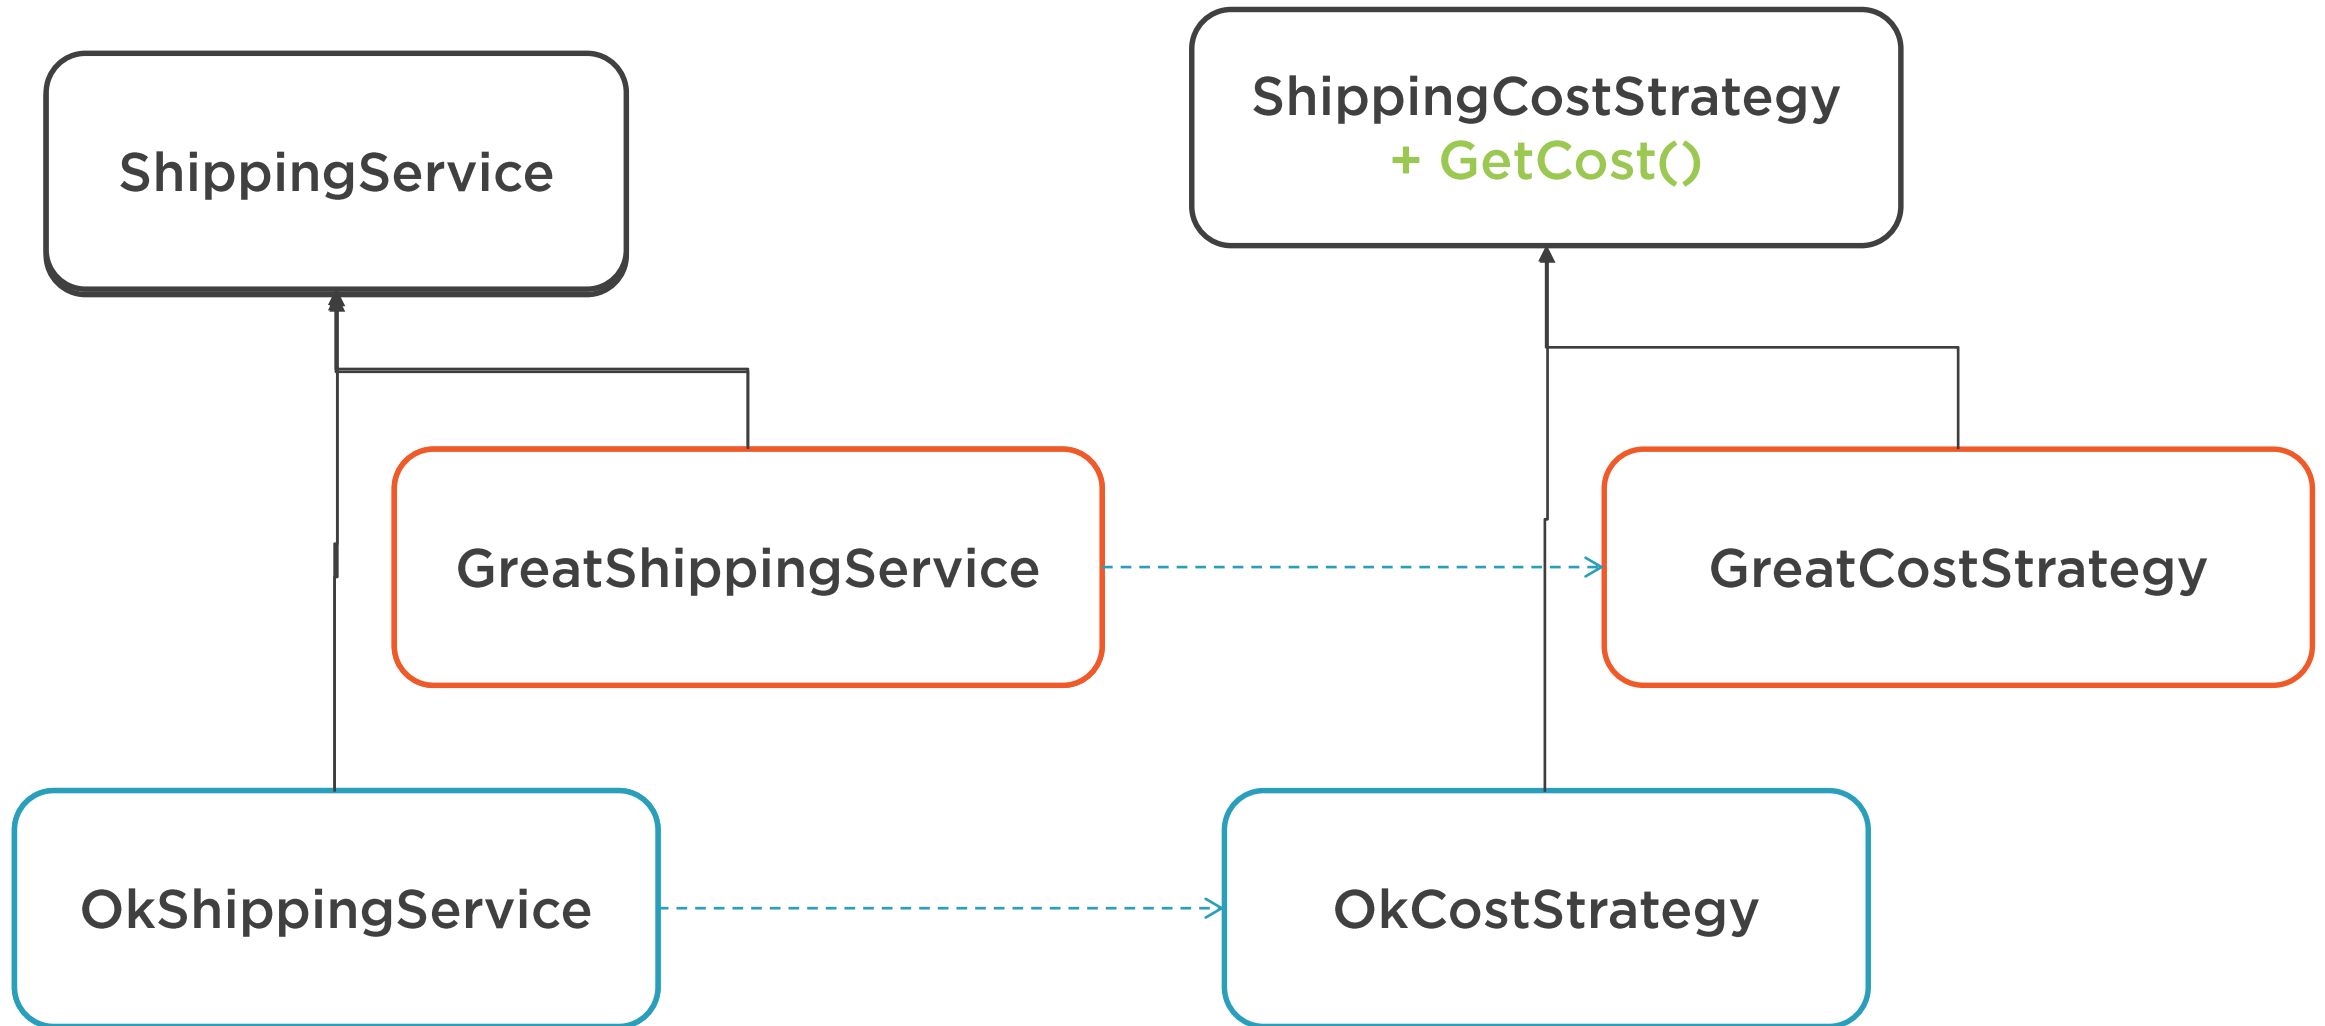 ShippingService
ShippingCostStrategy
+ GetCost()
GreatShippingService
GreatCostStrategy
OkShippingService
OkCostStrategy